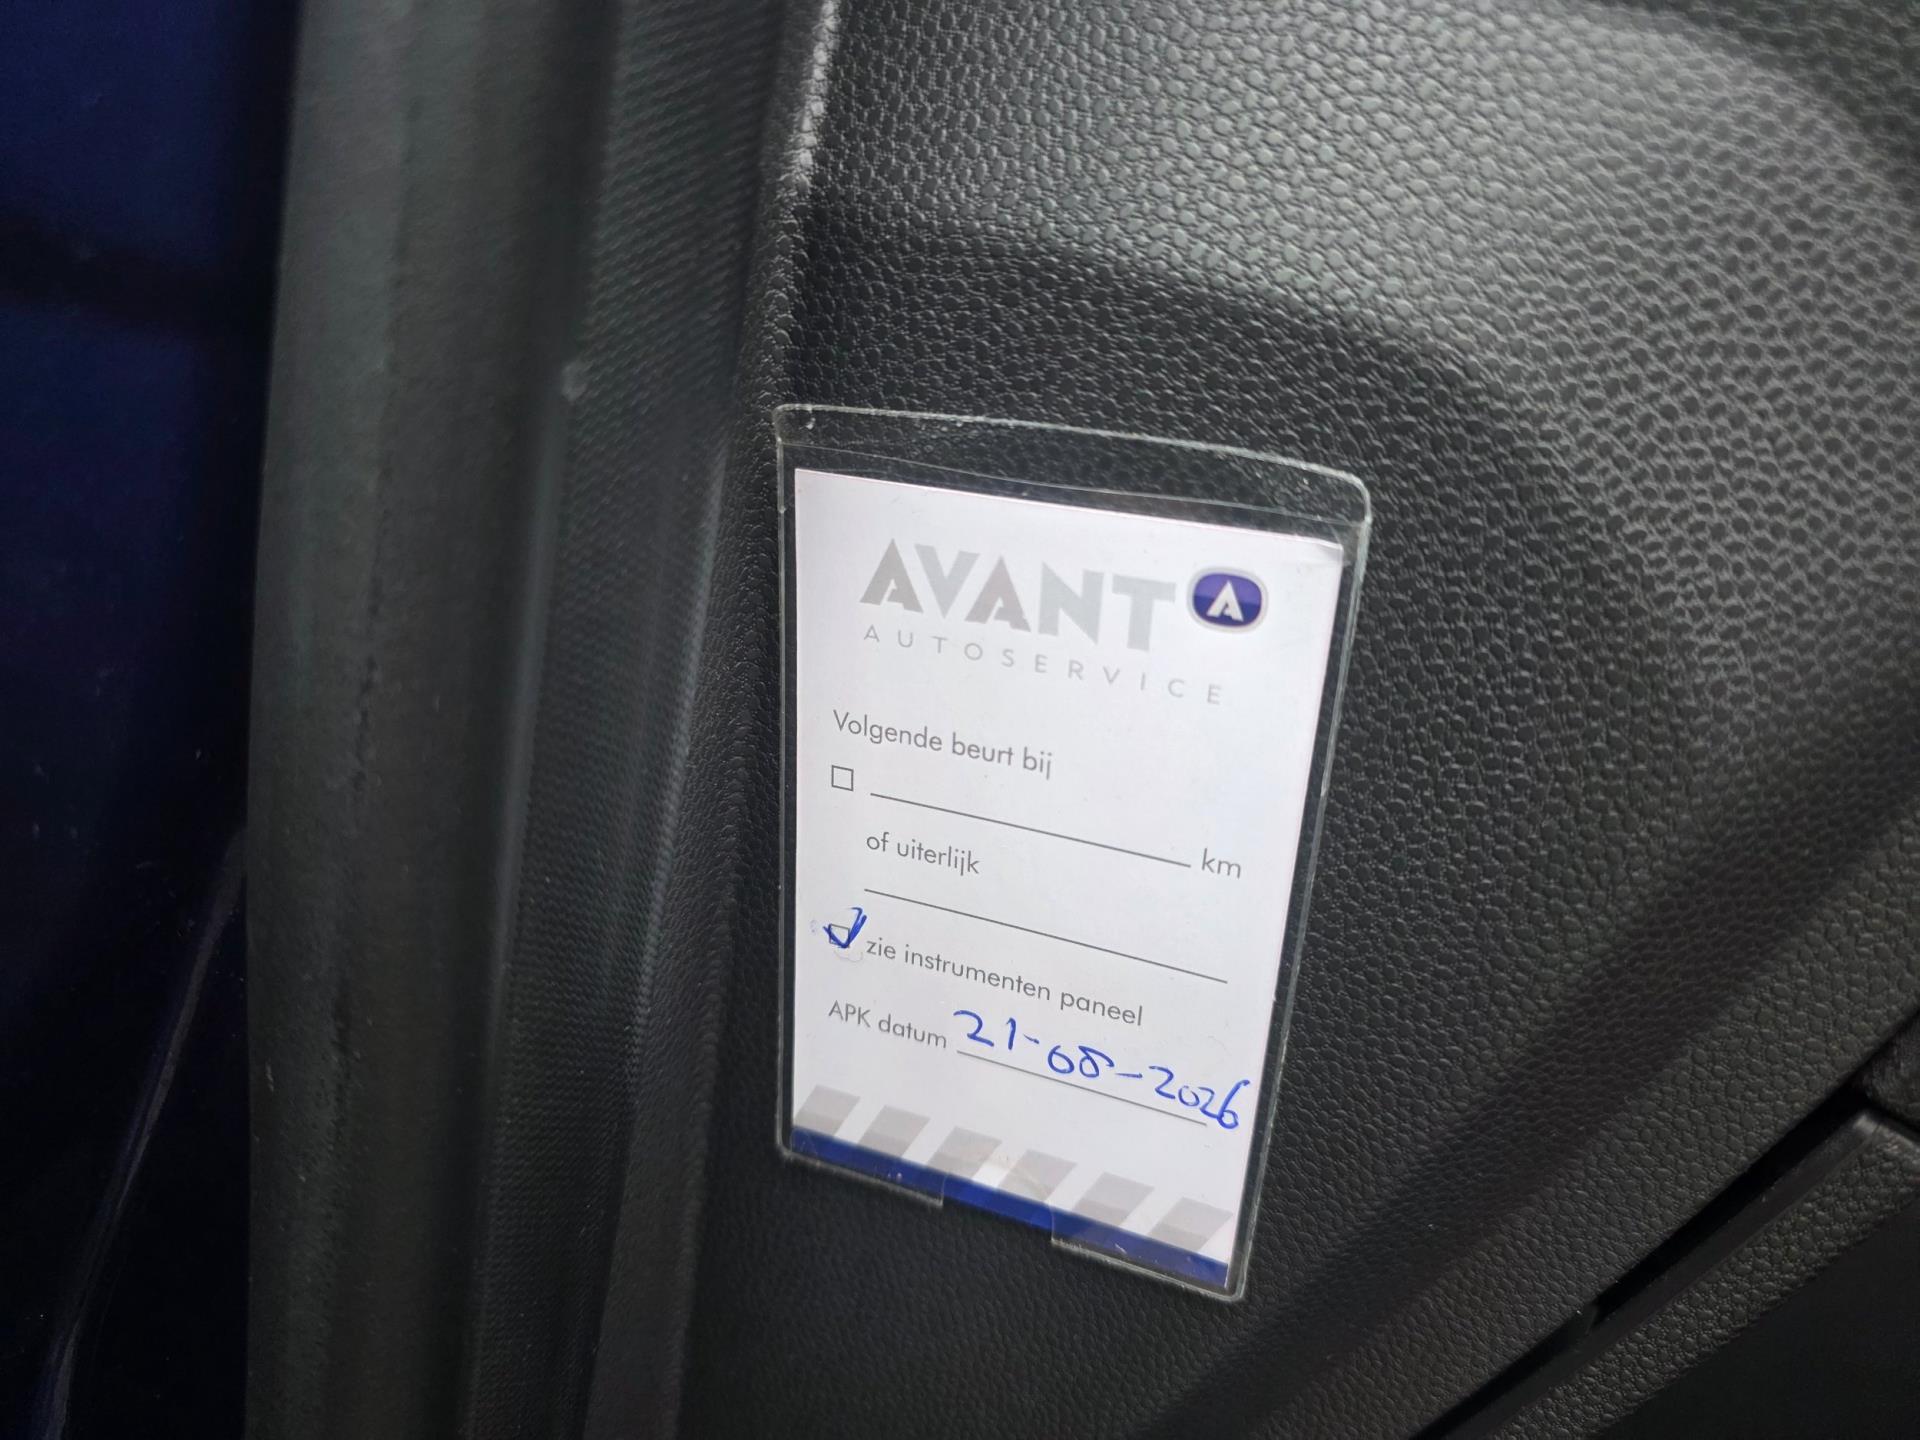 AVANT A
AUTOSERVICE
Volgende beurt bij
km
of uiterlijk
zie instrumenten paneel
APK datum 21-08-2026